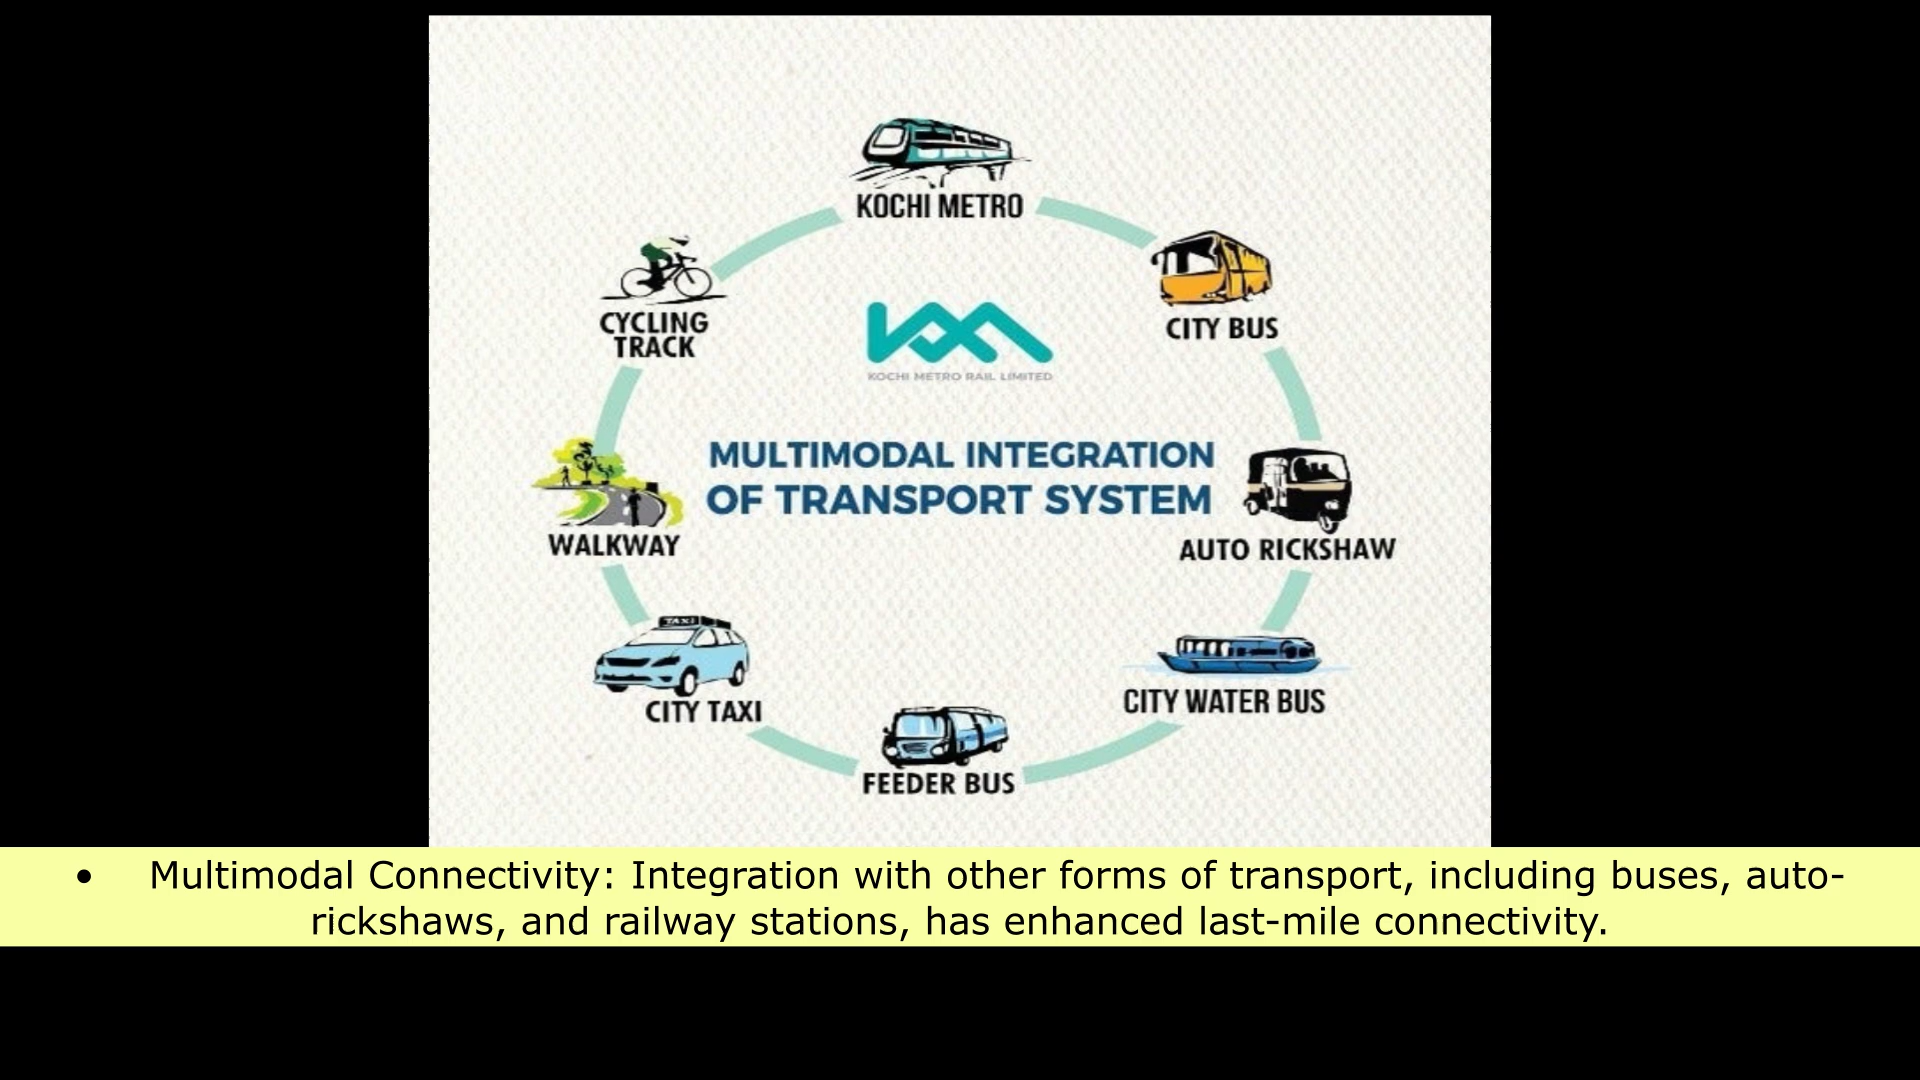 KOCHI METRO
CITY BUS
CYCLING
TRACK
KOCHI METRO RAIL LIMITED
MULTIMODAL INTEGRATION
OF TRANSPORT SYSTEM
WALKWAY
AUTO RICKSHAW
TAXI
CITY TAXI
CITY WATER BUS
FEEDER BUS
• Multimodal Connectivity: Integration with other forms of transport, including buses, auto-
rickshaws, and railway stations, has enhanced last-mile connectivity.